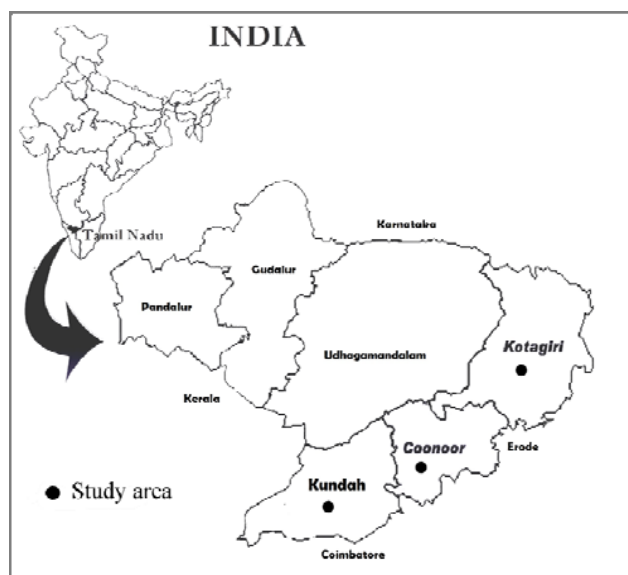 INDIA
Tamil Nadu
Karnataka
Gudalur
Pandalur
Udhagamandalam
Kotagiri
Kerala
Coonoor
Erode
Kundah
Study area
Coimbatore